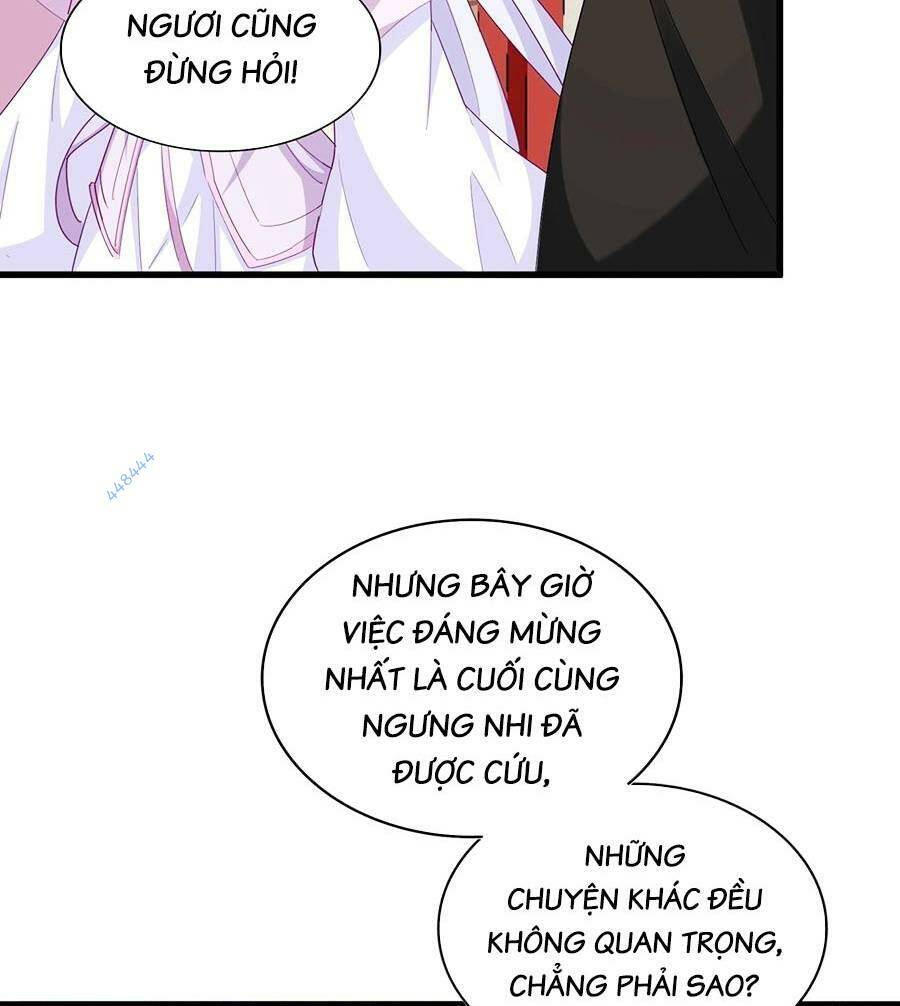 NGƯƠI CŨNG
ĐỪNG HỎI!
448444
NHƯNG BÂY GIỜ
VIỆC ĐÁNG MỪNG
NHẤT LÀ CUỐI CÙNG
NGƯNG NHI ĐÃ
ĐƯỢC CỨU,
NHỮNG
CHUYỆN KHÁC ĐỀU
KHÔNG QUAN TRỌNG,
CHẲNG PHẢI SAO?